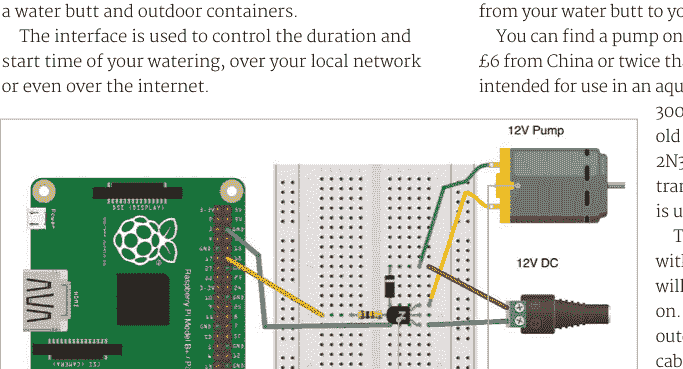 a water butt and outdoor containers.
The interface is used to control the duration and
start time of your watering, over your local network
or even over the internet.
from your water butt to yo
You can find a pump on
£6 from China or twice tha
intended for use in an aqu
300
old
2N3
tran
is u
T
with
will
on.
outd
cab
12V Pump
12V DC
DSI (DISPLAY)
Power
HDMI
Raspberry Pi Model B+ / P
CSI (CAMERA)